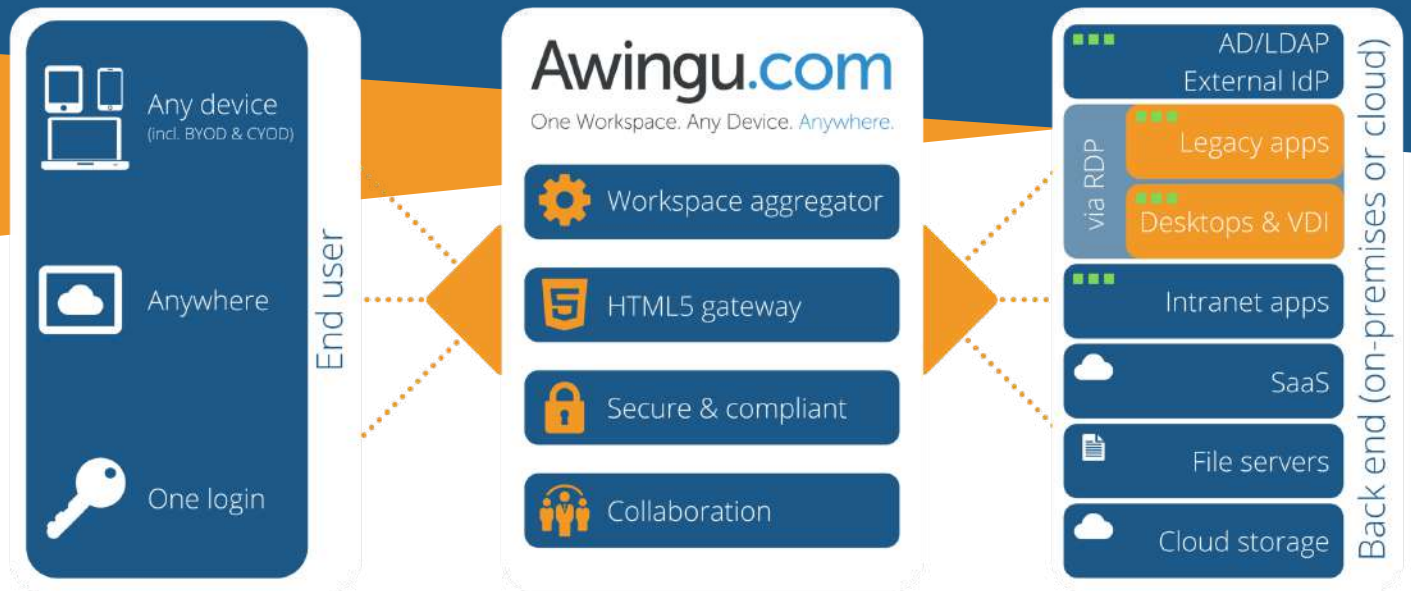 Any device
(incl. BYOD & CYOD)
Anywhere
One login
End user
Awingu.com
One Workspace. Any Device. Anywhere.
Workspace aggregator
HTML5 gateway
Secure & compliant
Collaboration
AD/LDAP
External IdP
via RDP
Legacy apps
Desktops & VDI
Intranet apps
SaaS
File servers
Cloud storage
Back end (on-premises or cloud)